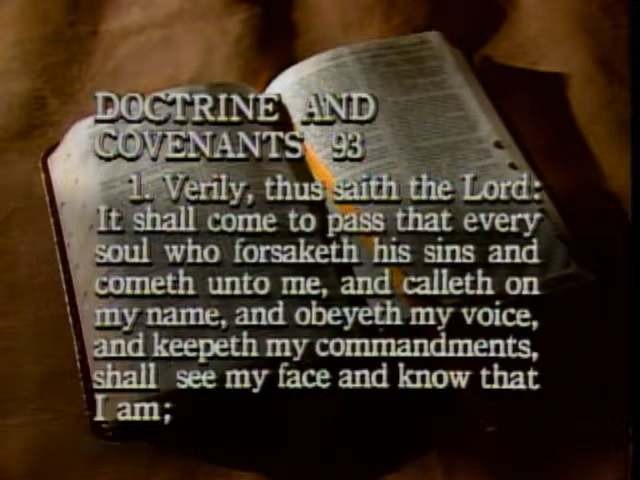 DOCTRINE AND
COVENANTS 93
1. Verily, thus saith the Lord:
It shall come to pass that every
soul who forsaketh his sins and
cometh unto me, and calleth on
my name, and obeyeth my voice,
and keepeth my commandments,
shall see my face and know that
I am;